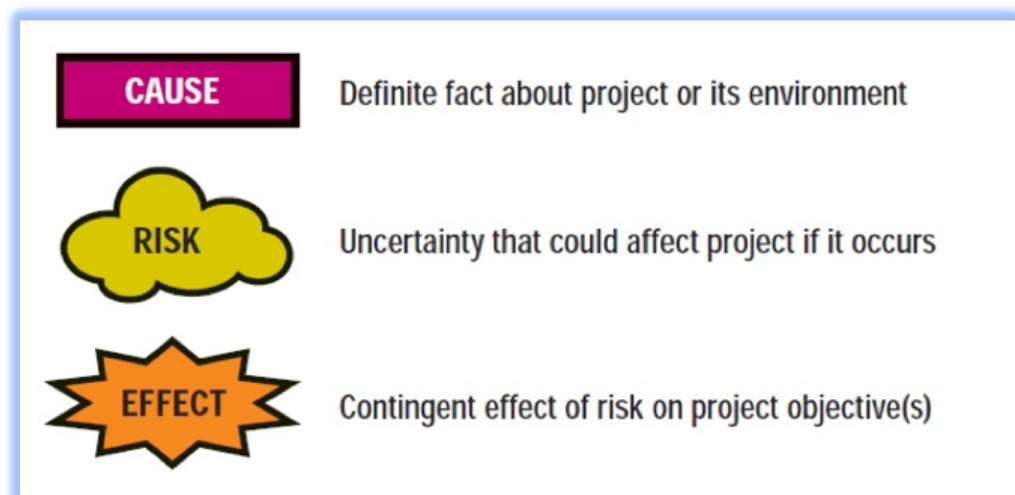 CAUSE Definite fact about project or its environment
RISK Uncertainty that could affect project if it occurs
EFFECT Contingent effect of risk on project objective(s)